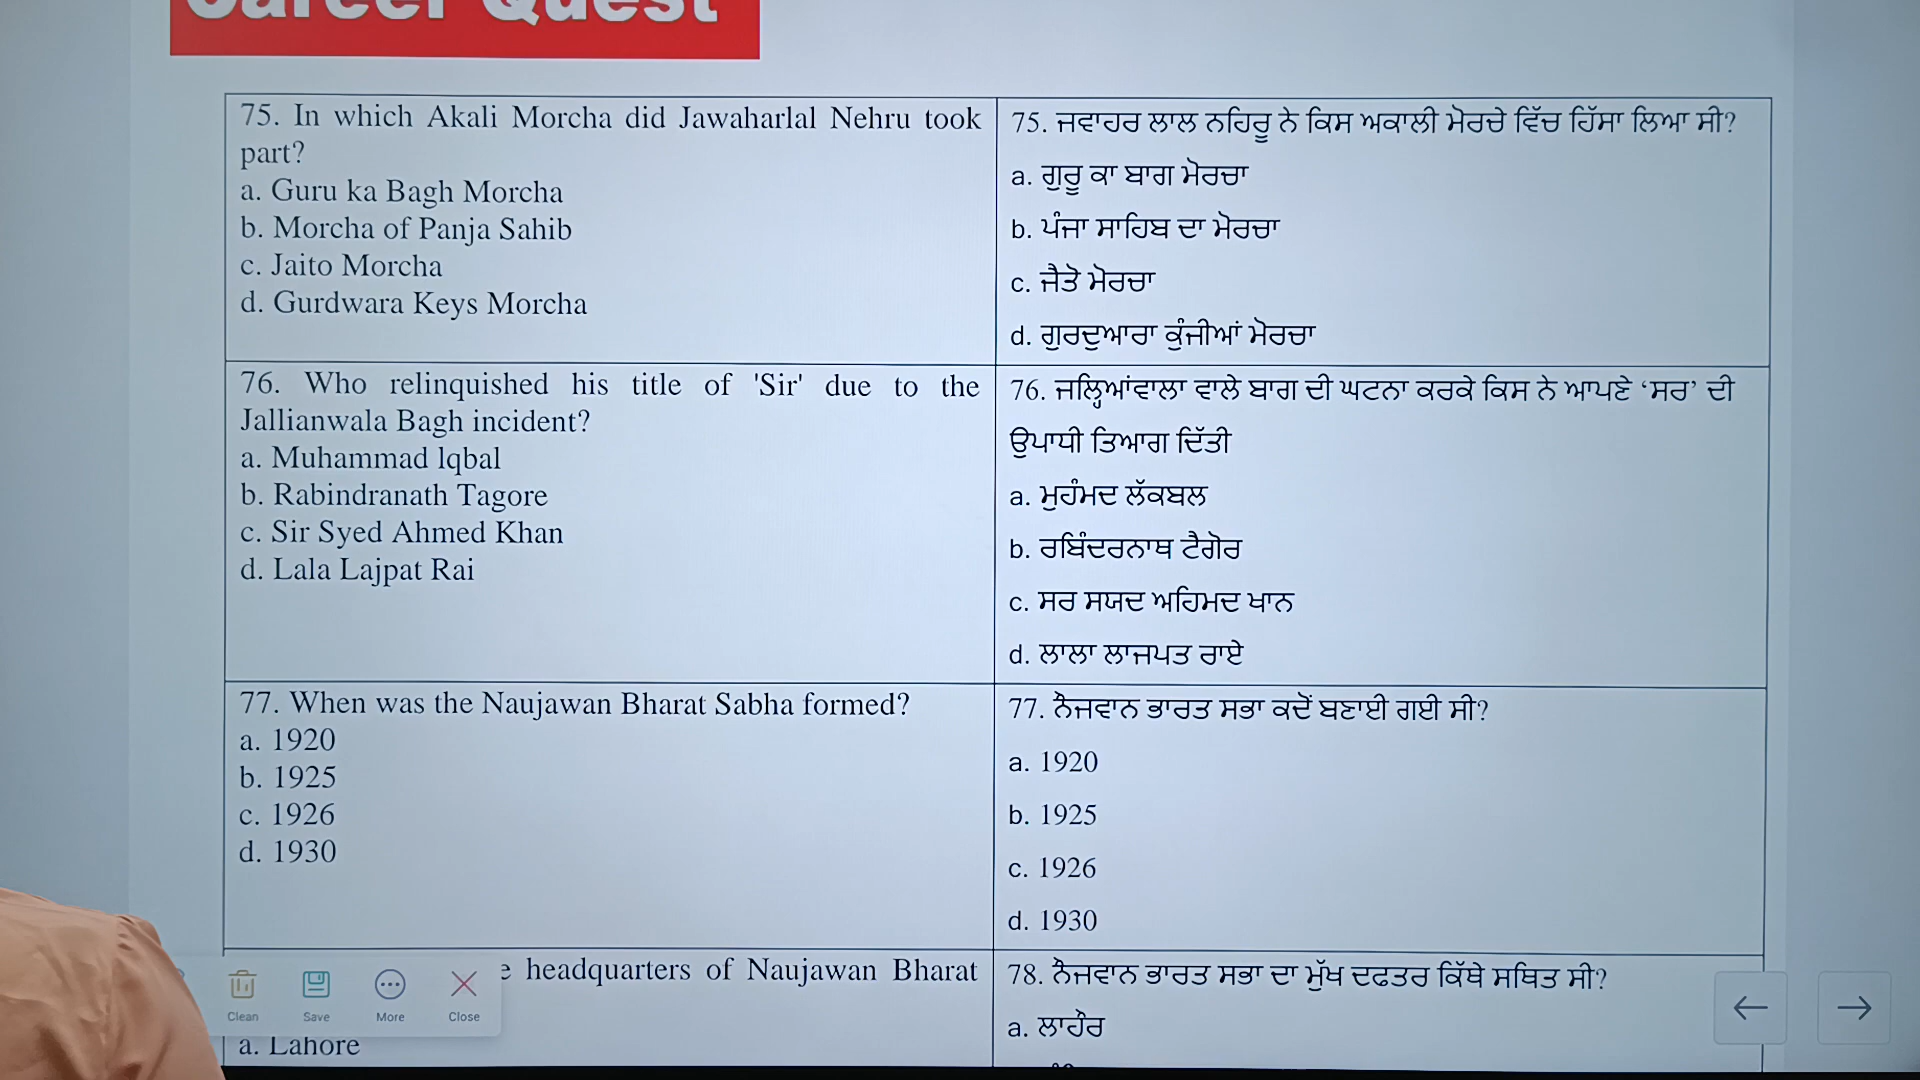 Career Quest
75. In which Akali Morcha did Jawaharlal Nehru took
part?
a. Guru ka Bagh Morcha
b. Morcha of Panja Sahib
c. Jaito Morcha
d. Gurdwara Keys Morcha
75. ਜਵਾਹਰ ਲਾਲ ਨਹਿਰੂ ਨੇ ਕਿਸ ਅਕਾਲੀ ਮੋਰਚੇ ਵਿੱਚ ਹਿੱਸਾ ਲਿਆ ਸੀ?
a. ਗੁਰੂ ਕਾ ਬਾਗ ਮੋਰਚਾ
b. ਪੰਜਾ ਸਾਹਿਬ ਦਾ ਮੋਰਚਾ
c. ਜੈਤੋ ਮੋਰਚਾ
d. ਗੁਰਦੁਆਰਾ ਕੁੰਜੀਆਂ ਮੋਰਚਾ
76. Who relinquished his title of 'Sir' due to the
Jallianwala Bagh incident?
a. Muhammad lqbal
b. Rabindranath Tagore
c. Sir Syed Ahmed Khan
d. Lala Lajpat Rai
76. ਜਲ੍ਹਿਆਂਵਾਲਾ ਵਾਲੇ ਬਾਗ ਦੀ ਘਟਨਾ ਕਰਕੇ ਕਿਸ ਨੇ ਆਪਣੇ ‘ਸਰ’ ਦੀ
ਉਪਾਧੀ ਤਿਆਗ ਦਿੱਤੀ
a. ਮੁਹੰਮਦ ਲੱਕਬਲ
b. ਰਬਿੰਦਰਨਾਥ ਟੈਗੋਰ
c. ਸਰ ਸਯਦ ਅਹਿਮਦ ਖਾਨ
d. ਲਾਲਾ ਲਾਜਪਤ ਰਾਏ
77. When was the Naujawan Bharat Sabha formed?
a. 1920
b. 1925
c. 1926
d. 1930
77. ਨੌਜਵਾਨ ਭਾਰਤ ਸਭਾ ਕਦੋਂ ਬਣਾਈ ਗਈ ਸੀ?
a. 1920
b. 1925
c. 1926
d. 1930
headquarters of Naujawan Bharat
a. Lahore
78. ਨੌਜਵਾਨ ਭਾਰਤ ਸਭਾ ਦਾ ਮੁੱਖ ਦਫਤਰ ਕਿੱਥੇ ਸਥਿਤ ਸੀ?
a. ਲਾਹੌਰ
Clean Save More Close